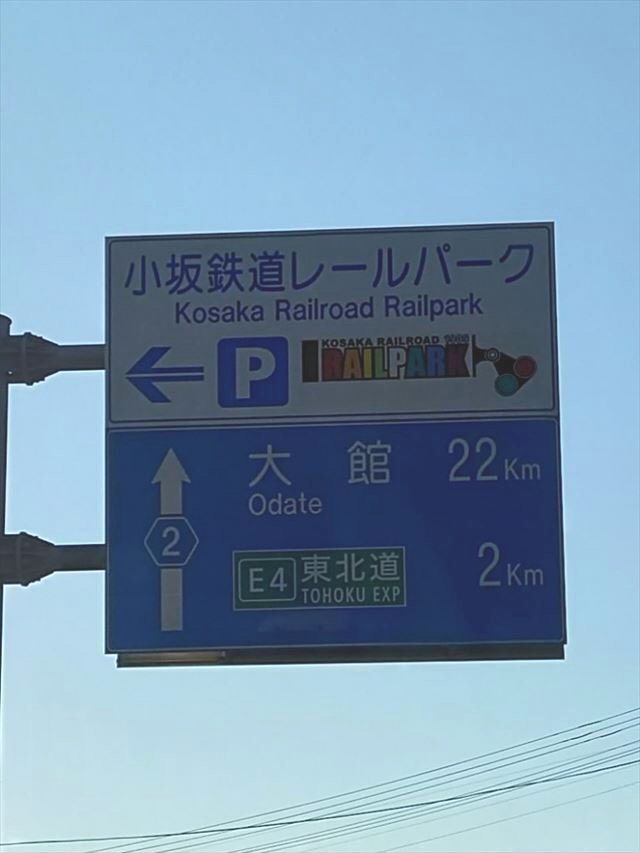 小坂鉄道レールパーク
Kosaka Railroad Railpark
P
KOSAKA RAILROAD
RAILPARK
大館 22Km
Odate
2
E4 東北道 2Km
TOHOKU EXP